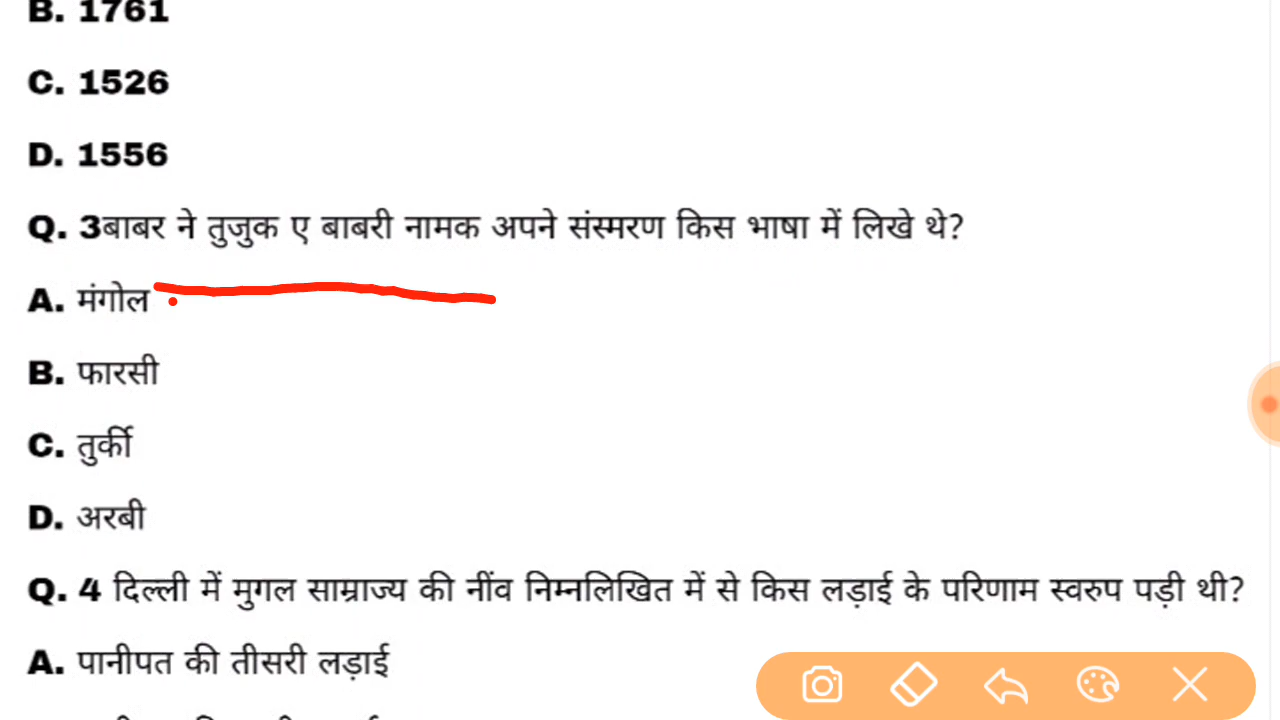 B. 1761
C. 1526
D. 1556
Q. 3बाबर ने तुजुक ए बाबरी नामक अपने संस्मरण किस भाषा में लिखे थे?
A. मंगोल
B. फारसी
C. तुर्की
D. अरबी
Q. 4 दिल्ली में मुगल साम्राज्य की नींव निम्नलिखित में से किस लड़ाई के परिणाम स्वरुप पड़ी थी?
A. पानीपत की तीसरी लड़ाई